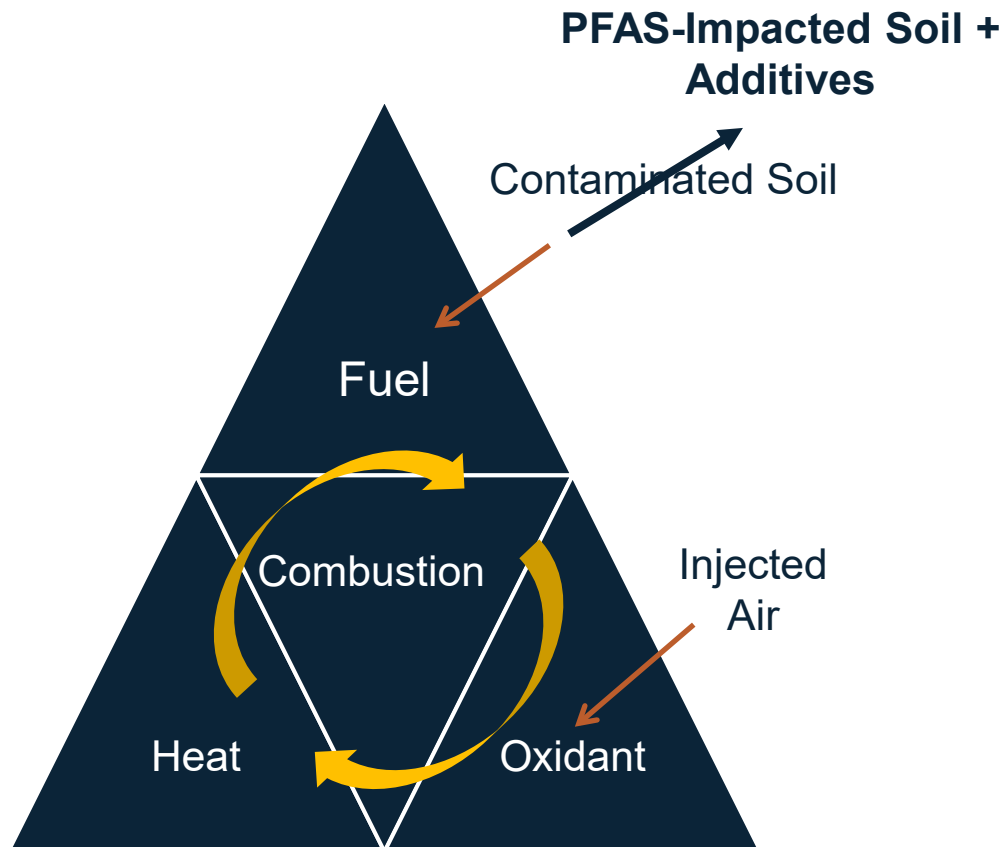 PFAS-Impacted Soil +
Additives
Contaminated Soil
Fuel
Combustion
Injected
Air
Heat
Oxidant